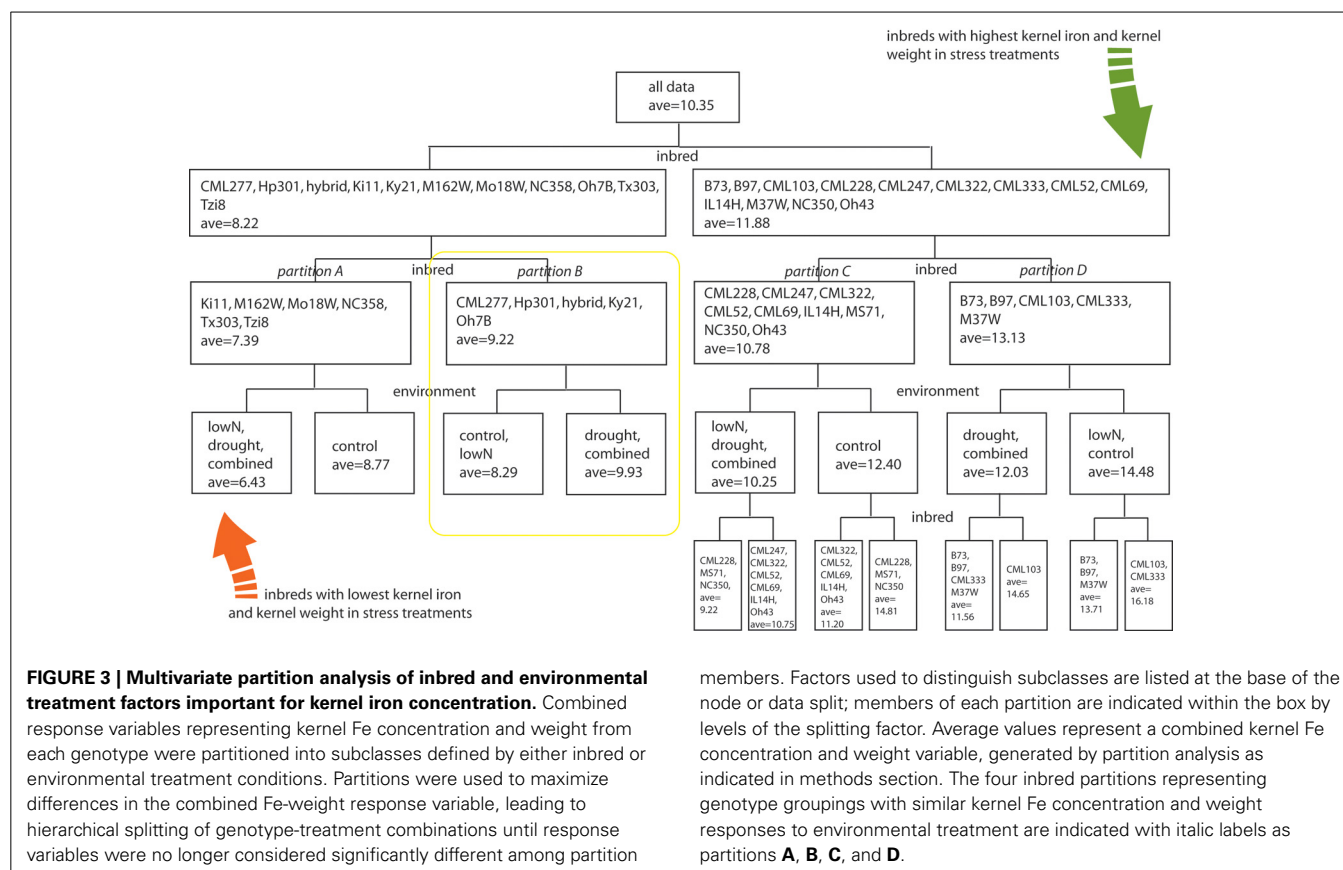 inbreds with highest kernel iron and kernel
weight in stress treatments
all data
ave=10.35
inbred
CML277, Hp301, hybrid, Ki11, Ky21, M162W, Mo18W, NC358, Oh7B, Tx303,
Tzi8
ave=8.22
B73, B97, CML103, CML228, CML247, CML322, CML333, CML52, CML69,
IL14H, M37W, NC350, Oh43
ave=11.88
partition A
inbred
partition B
partition C
inbred
partition D
Ki11, M162W, Mo18W, NC358,
Tx303, Tzi8
ave=7.39
CML277, Hp301, hybrid, Ky21,
Oh7B
ave=9.22
CML228, CML247, CML322,
CML52, CML69, IL14H, MS71,
NC350, Oh43
ave=10.78
B73, B97, CML103, CML333,
M37W
ave=13.13
environment
environment
lowN,
drought,
combined
ave=6.43
control
ave=8.77
control,
lowN
ave=8.29
drought,
combined
ave=9.93
lowN,
drought,
combined
ave=10.25
control
ave=12.40
drought,
combined
ave=12.03
lowN,
control
ave=14.48
inbred
CML228,
MS71,
NC350,
ave=
9.22
CML247,
CML322,
CML52,
CML69,
IL14H,
Oh43
ave=10.75
CML322,
CML52,
CML69,
IL14H,
Oh43
ave=
11.20
CML228,
MS71,
NC350
ave=
14.81
B73,
B97,
CML333
M37W
ave=
11.56
CML103
ave=
14.65
B73,
B97,
M37W
ave=
13.71
CML103,
CML333
ave=
16.18
inbreds with lowest kernel iron
and kernel weight in stress treatments
FIGURE 3 | Multivariate partition analysis of inbred and environmental
treatment factors important for kernel iron concentration. Combined
response variables representing kernel Fe concentration and weight from
each genotype were partitioned into subclasses defined by either inbred or
environmental treatment conditions. Partitions were used to maximize
differences in the combined Fe-weight response variable, leading to
hierarchical splitting of genotype-treatment combinations until response
variables were no longer considered significantly different among partition
members. Factors used to distinguish subclasses are listed at the base of the
node or data split; members of each partition are indicated within the box by
levels of the splitting factor. Average values represent a combined kernel Fe
concentration and weight variable, generated by partition analysis as
indicated in methods section. The four inbred partitions representing
genotype groupings with similar kernel Fe concentration and weight
responses to environmental treatment are indicated with italic labels as
partitions A, B, C, and D.